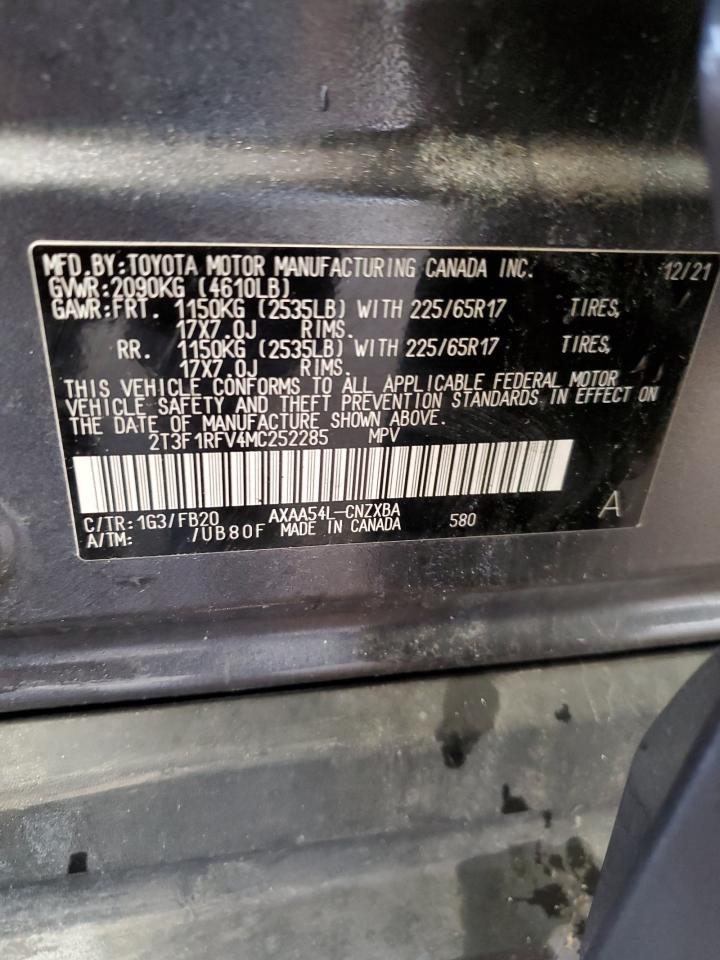 MFD.BY:TOYOTA MOTOR MANUFACTURING CANADA INC. 12/21
GVWR:2090KG (4610LB)
GAWR:FRT. 1150KG (2535LB) WITH 225/65R17 TIRES,
17X7.0J RIMS.
RR. 1150KG (2535LB) WITH 225/65R17 TIRES,
17X7.0J RIMS.
THIS VEHICLE CONFORMS TO ALL APPLICABLE FEDERAL MOTOR
VEHICLE SAFETY AND THEFT PREVENTION STANDARDS IN EFFECT ON
THE DATE OF MANUFACTURE SHOWN ABOVE.
2T3F1RFV4MC252285 MPV
C/TR:1G3/FB20 AXAA54L-CNZXBA 580 A
A/TM: /UB80F MADE IN CANADA